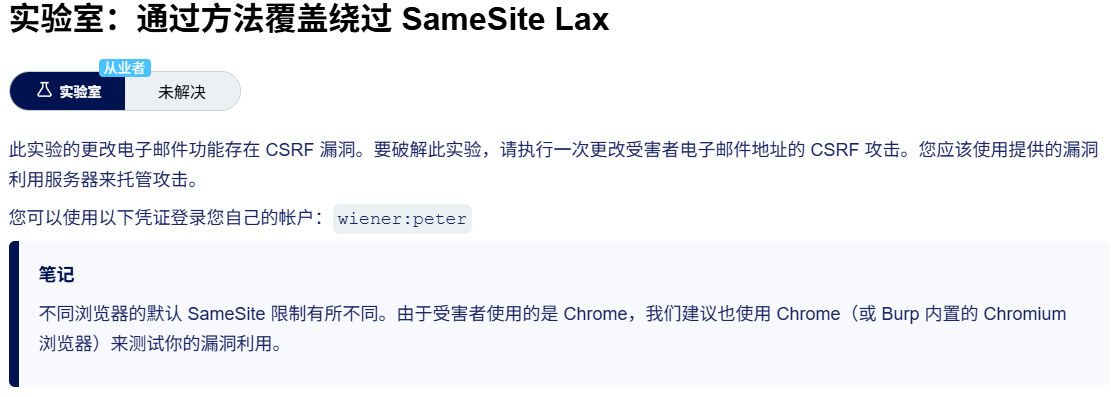 实验室：通过方法覆盖绕过 SameSite Lax
从业者
实验室
未解决
此实验的更改电子邮件功能存在 CSRF 漏洞。要破解此实验，请执行一次更改受害者电子邮件地址的 CSRF 攻击。您应该使用提供的漏洞
利用服务器来托管攻击。
您可以使用以下凭证登录您自己的帐户：wiener:peter
笔记
不同浏览器的默认 SameSite 限制有所不同。由于受害者使用的是 Chrome，我们建议也使用 Chrome（或 Burp 内置的 Chromium
浏览器）来测试你的漏洞利用。